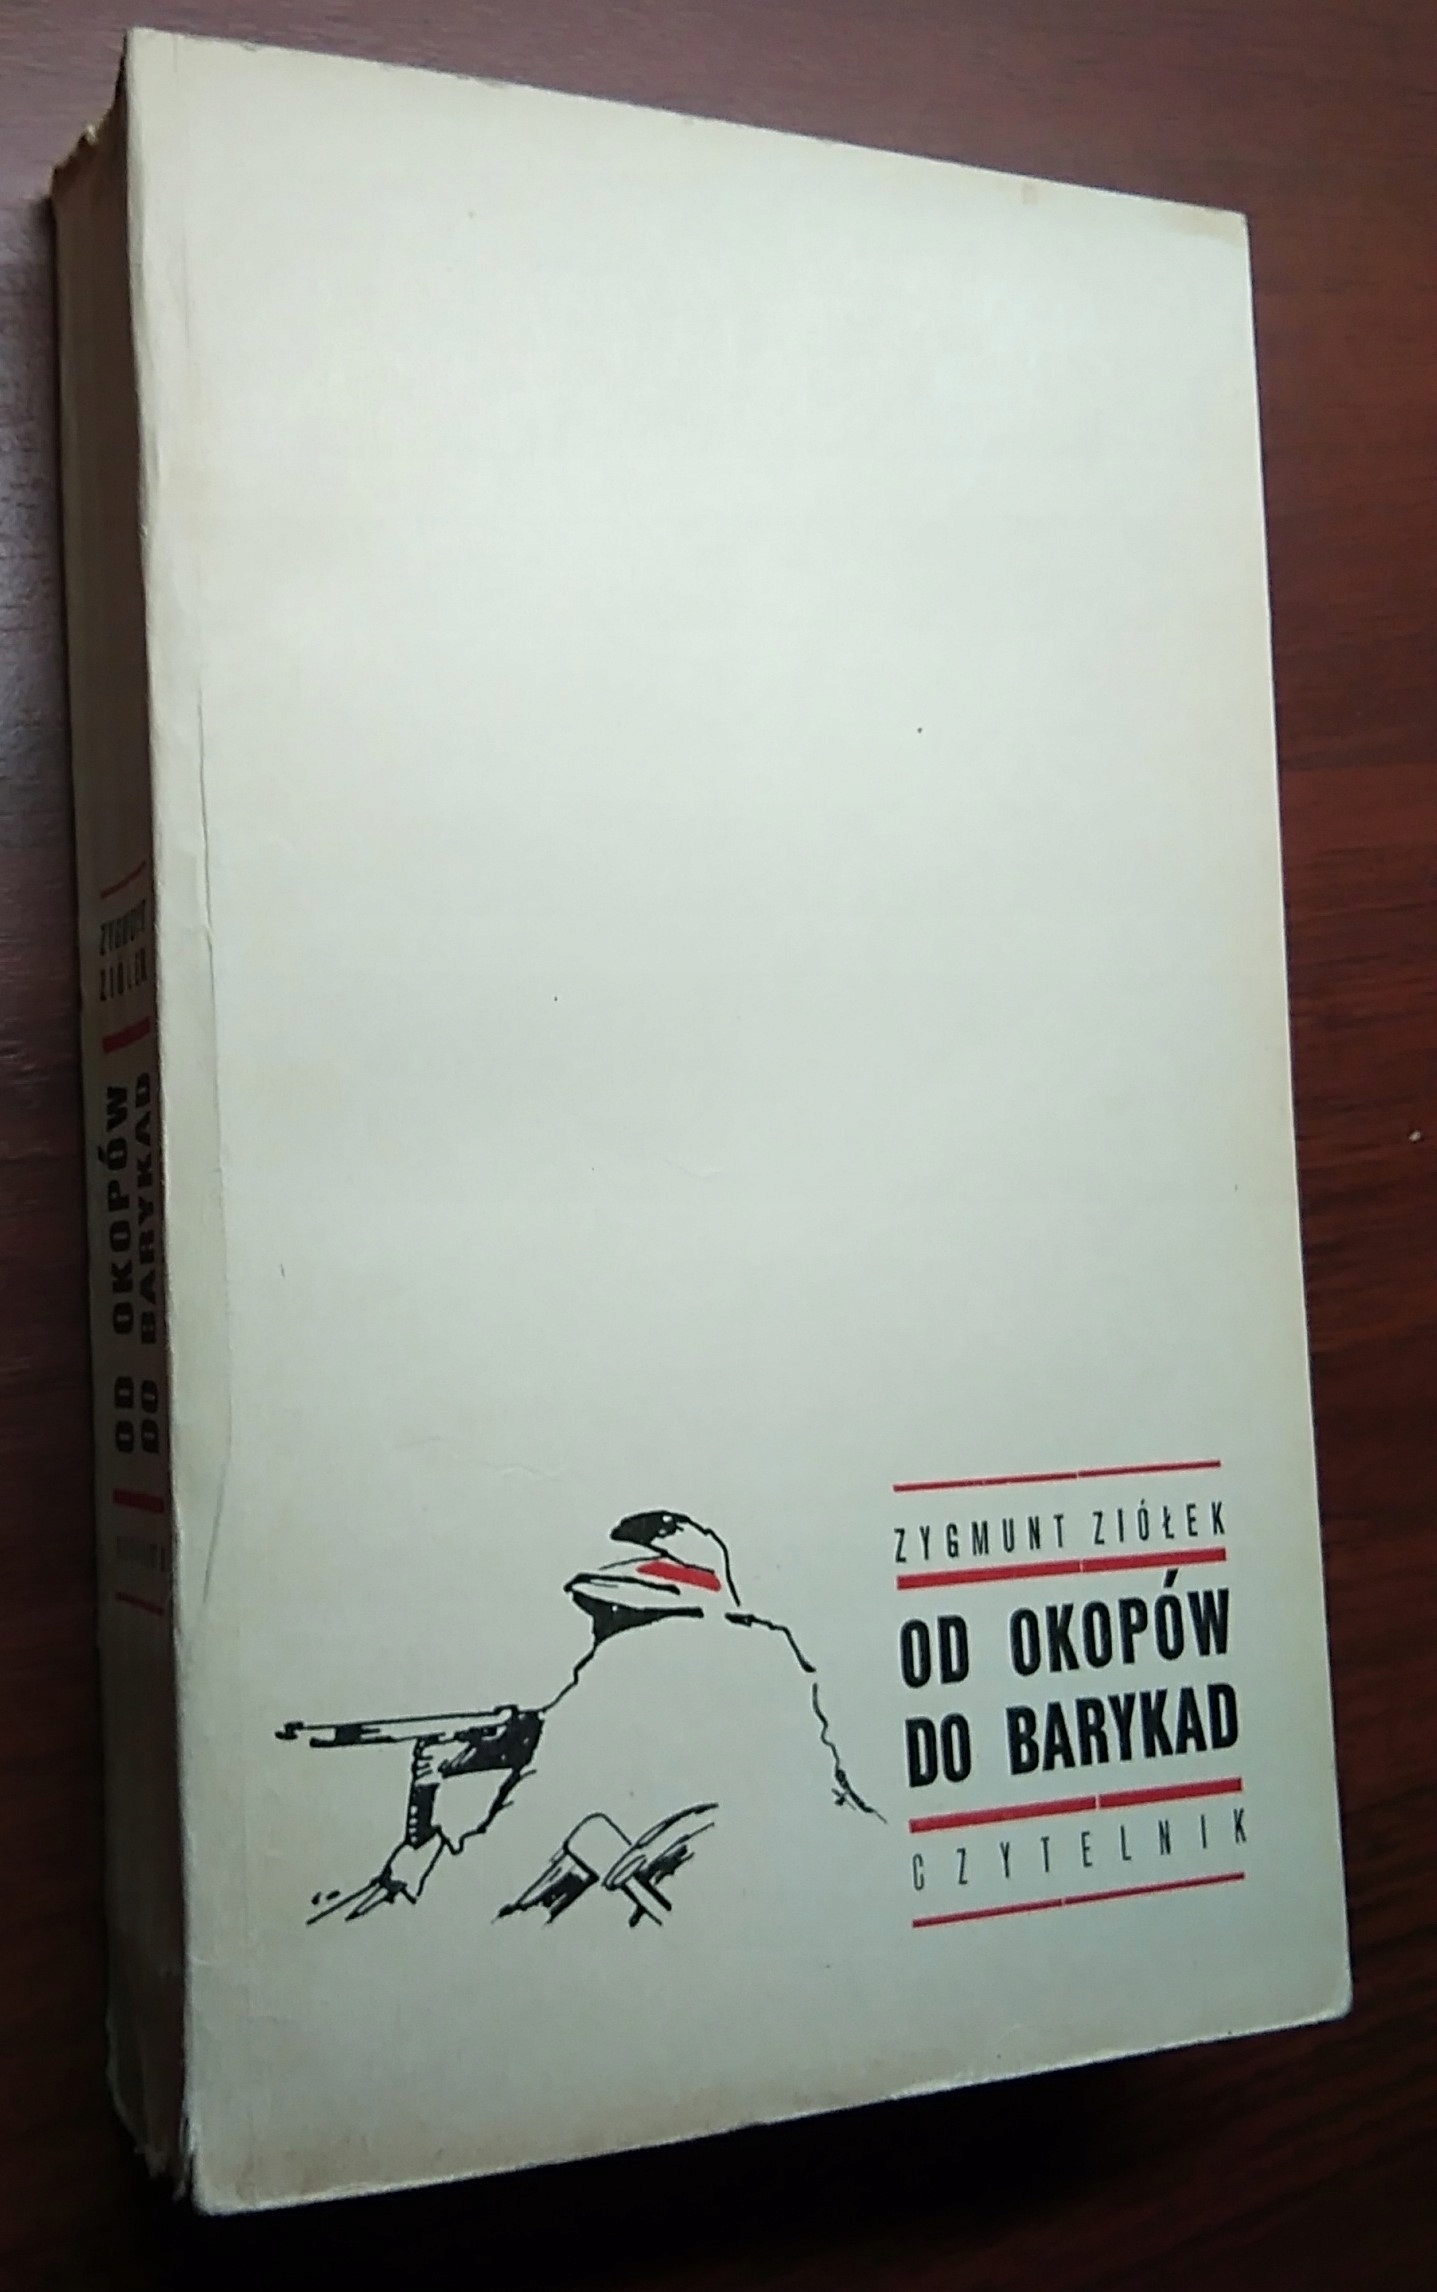 ZYGMUNT ZIÓŁEK
OD OKOPÓW
DO BARYKAD
CZYTELNIK
ZYGMUNT
ZIÓŁEK
OD OKOPÓW
DO BARYKAD